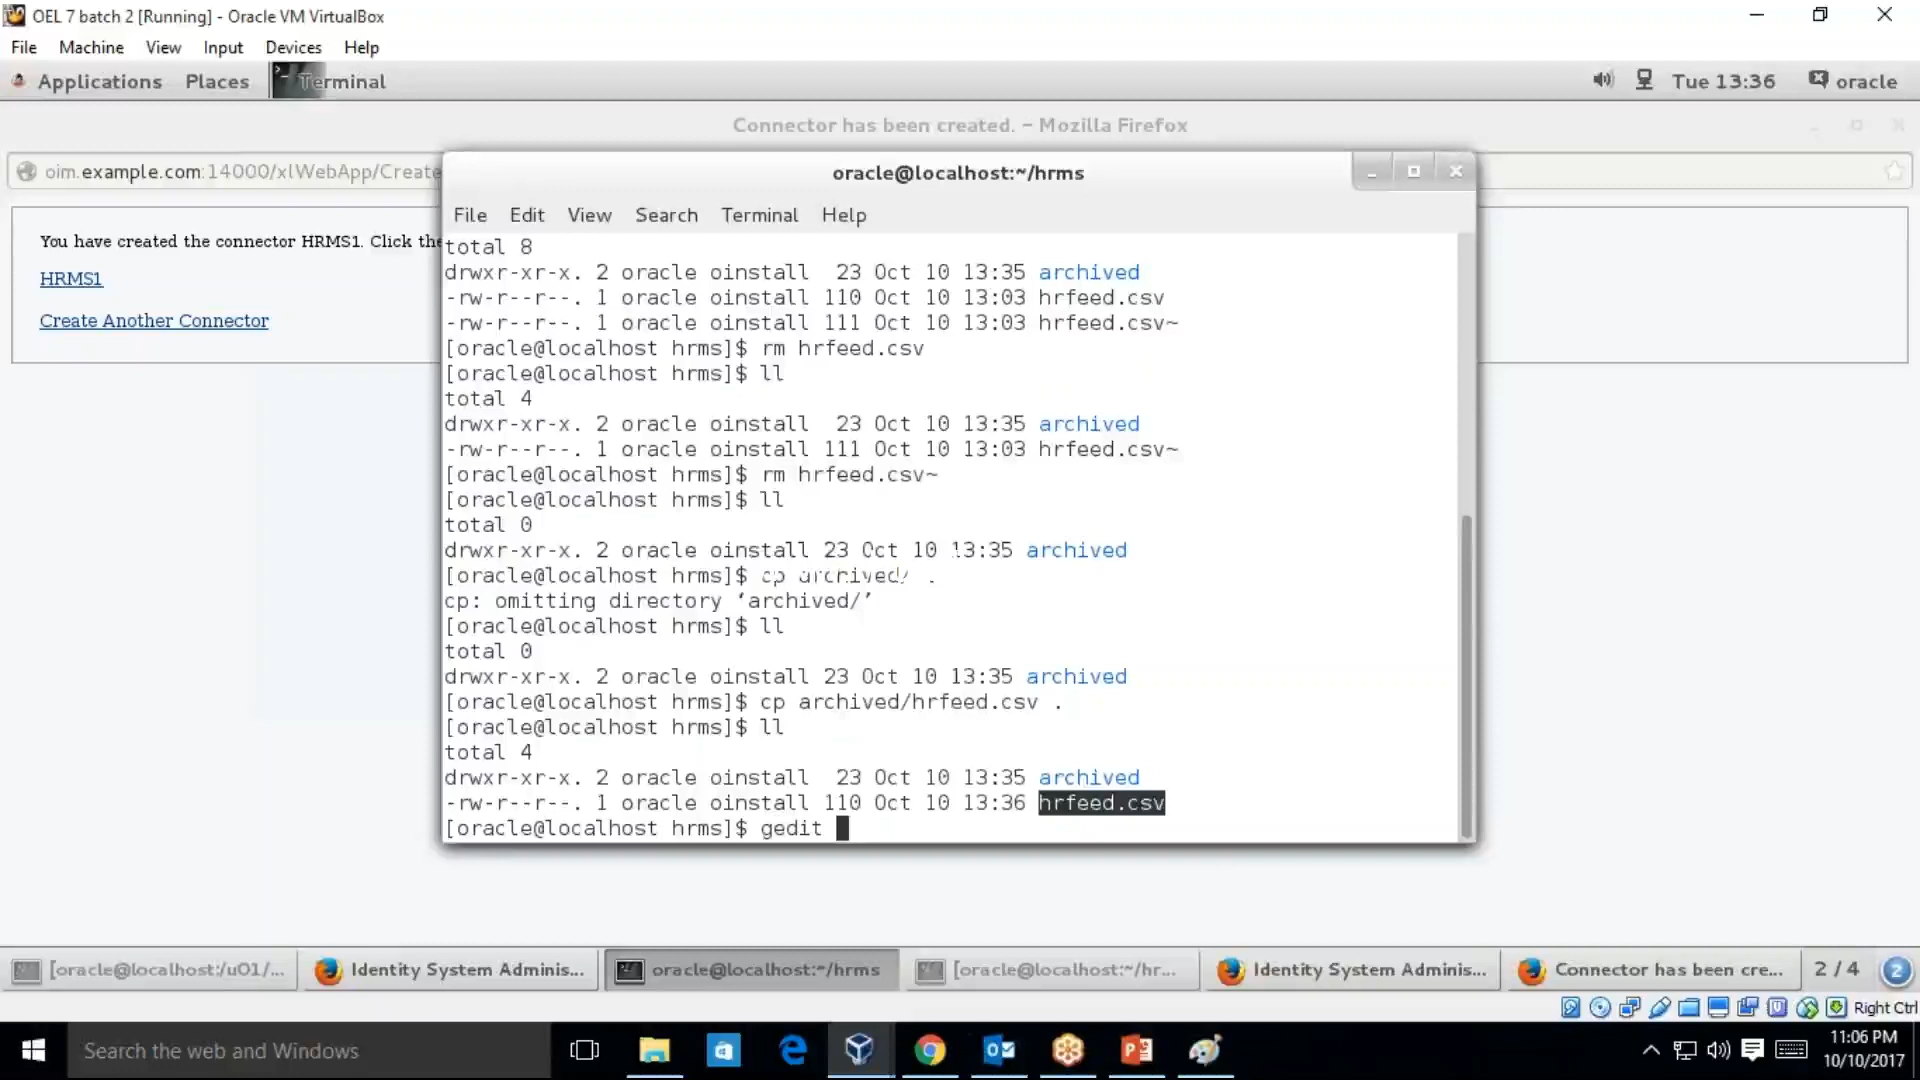 OEL 7 batch 2 [Running] - Oracle VM VirtualBox
File Machine View Input Devices Help
Applications Places Terminal Tue 13:36 oracle
Connector has been created. - Mozilla Firefox
oim.example.com:14000/xlWebApp/Create
You have created the connector HRMS1. Click the
HRMS1
Create Another Connector
oracle@localhost:~/hrms
File Edit View Search Terminal Help
total 8
drwxr-xr-x. 2 oracle oinstall  23 Oct 10 13:35 archived
-rw-r--r--. 1 oracle oinstall 110 Oct 10 13:03 hrfeed.csv
-rw-r--r--. 1 oracle oinstall 111 Oct 10 13:03 hrfeed.csv~
[oracle@localhost hrms]$ rm hrfeed.csv
[oracle@localhost hrms]$ ll
total 4
drwxr-xr-x. 2 oracle oinstall  23 Oct 10 13:35 archived
-rw-r--r--. 1 oracle oinstall 111 Oct 10 13:03 hrfeed.csv~
[oracle@localhost hrms]$ rm hrfeed.csv~
[oracle@localhost hrms]$ ll
total 0
drwxr-xr-x. 2 oracle oinstall 23 Oct 10 13:35 archived
[oracle@localhost hrms]$ cp archived/ .
cp: omitting directory ‘archived/’
[oracle@localhost hrms]$ ll
total 0
drwxr-xr-x. 2 oracle oinstall 23 Oct 10 13:35 archived
[oracle@localhost hrms]$ cp archived/hrfeed.csv .
[oracle@localhost hrms]$ ll
total 4
drwxr-xr-x. 2 oracle oinstall  23 Oct 10 13:35 archived
-rw-r--r--. 1 oracle oinstall 110 Oct 10 13:36 hrfeed.csv
[oracle@localhost hrms]$ gedit
[oracle@localhost:/u01/... Identity System Adminis... oracle@localhost:~/hrms [oracle@localhost:~/hr... Identity System Adminis... Connector has been cre... 2 / 4 2
Right Ctrl
Search the web and Windows
11:06 PM
10/10/2017